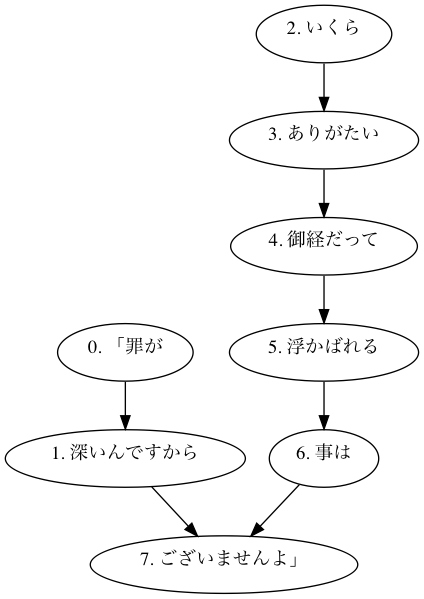 2. いくら
3. ありがたい
4. 御経だって
0. 「罪が
5. 浮かばれる
1. 深いんですから
6. 事は
7. ございませんよ」